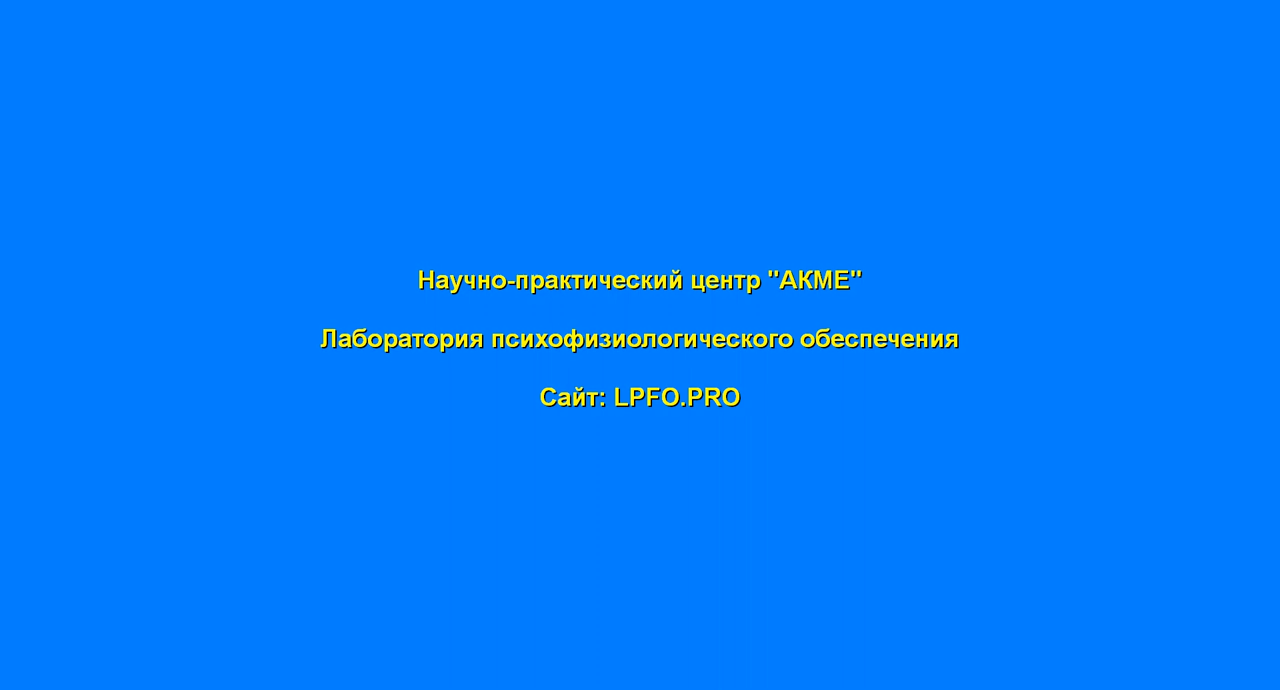 Научно-практический центр "АКМЕ"
Лаборатория психофизиологического обеспечения
Сайт: LPFO.PRO